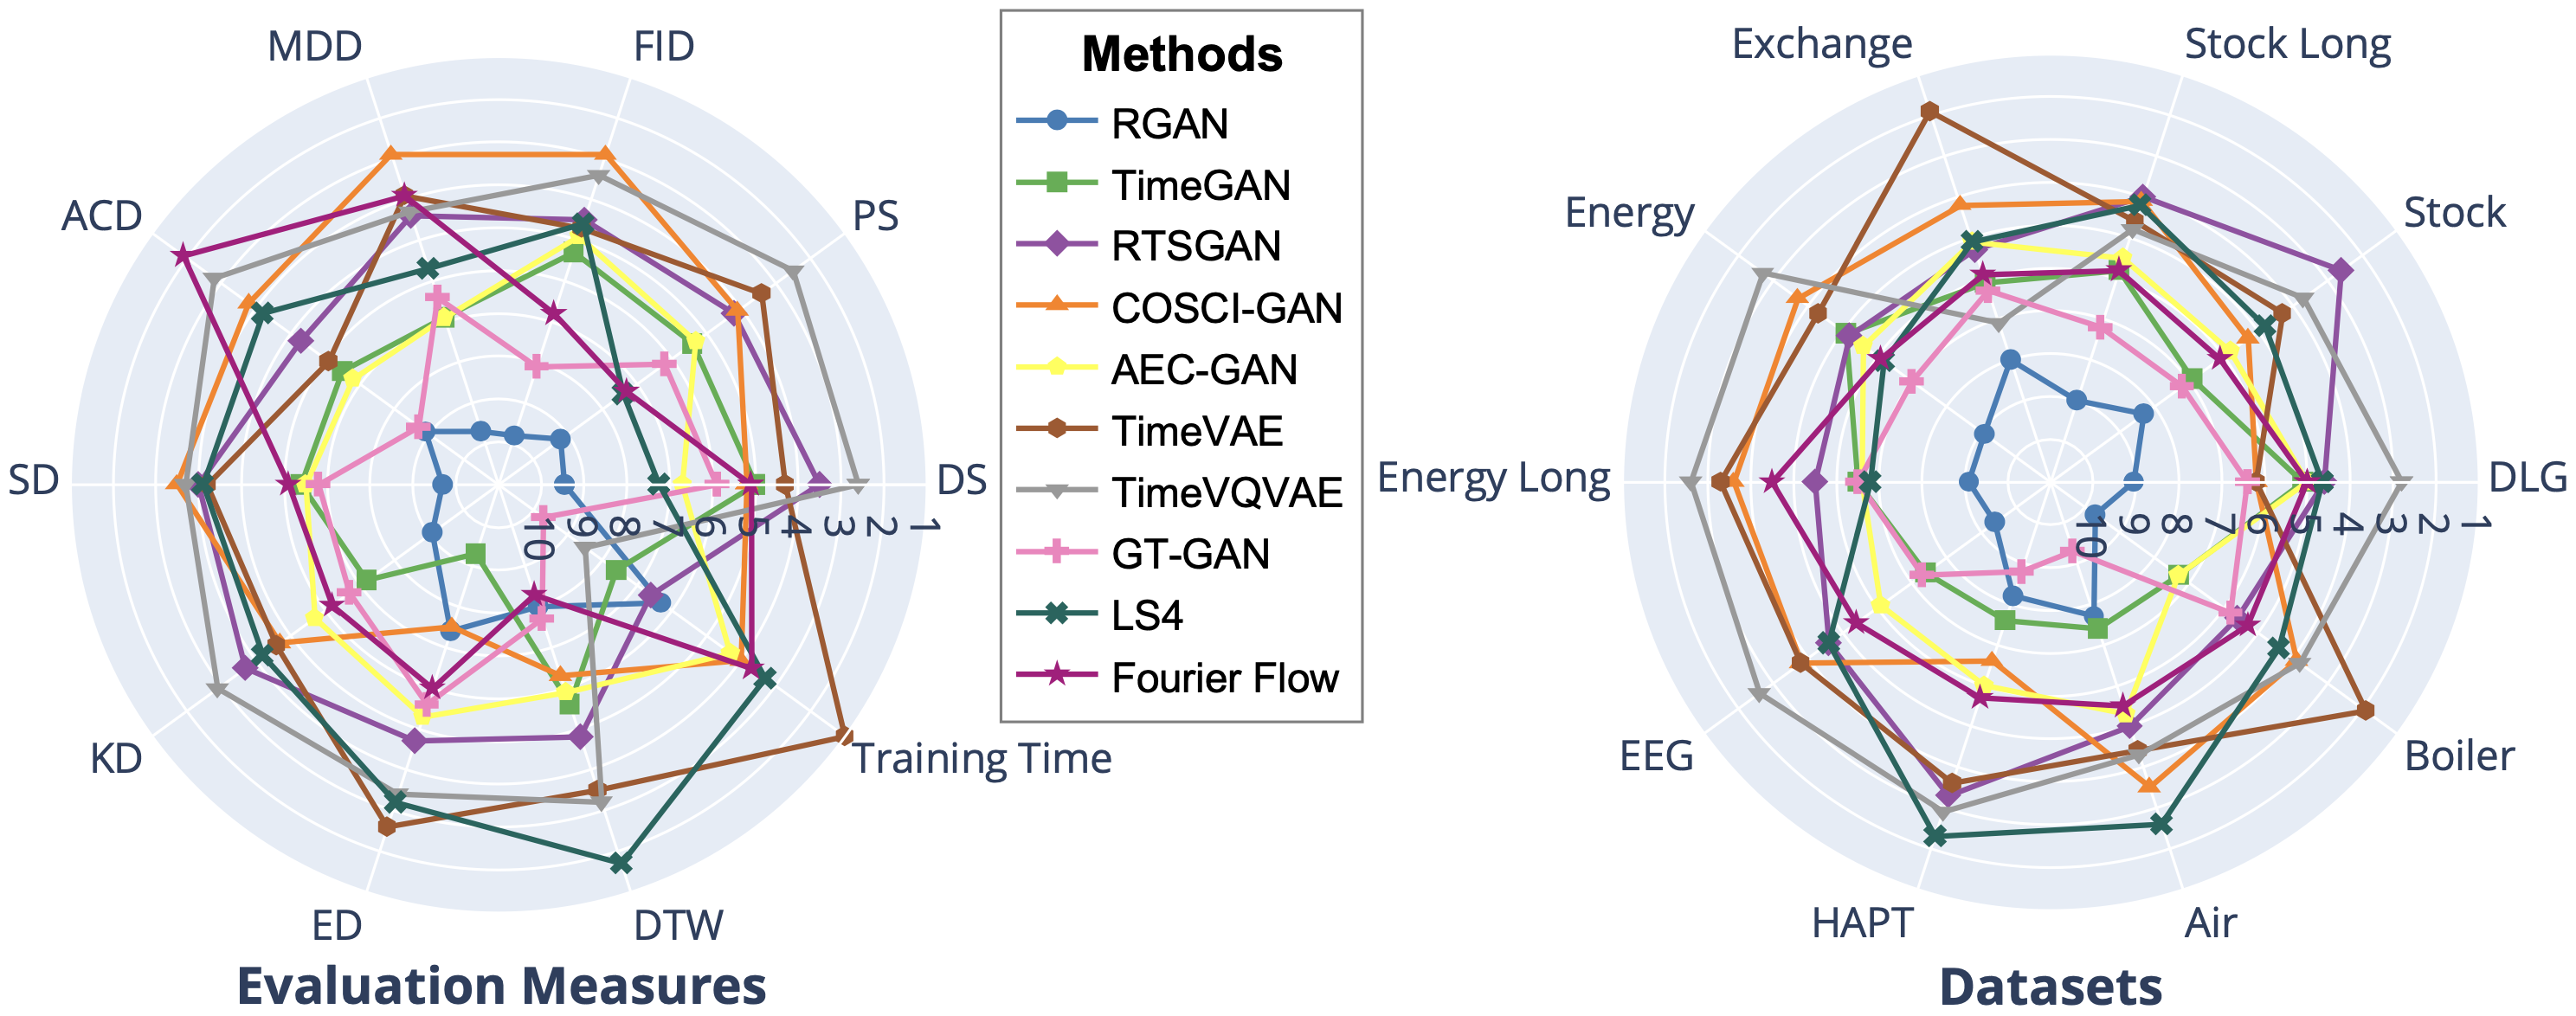 MDD
FID
ACD
PS
SD
DS
10 9 8 7 6 5 4 3 2 1
KD
Training Time
ED
DTW
Evaluation Measures
Methods
RGAN
TimeGAN
RTSGAN
COSCI-GAN
AEC-GAN
TimeVAE
TimeVQVAE
GT-GAN
LS4
Fourier Flow
Exchange
Stock Long
Energy
Stock
Energy Long
DLG
10 9 8 7 6 5 4 3 2 1
EEG
Boiler
HAPT
Air
Datasets